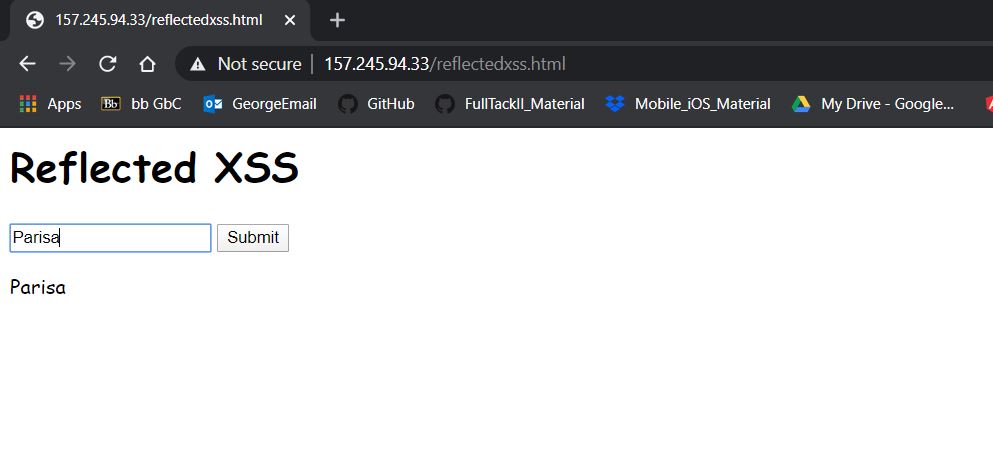 157.245.94.33/reflectedxss.html
Not secure | 157.245.94.33/reflectedxss.html
Apps bb GbC GeorgeEmail GitHub FullTackII_Material Mobile_iOS_Material My Drive - Google...
Reflected XSS
Parisa Submit
Parisa